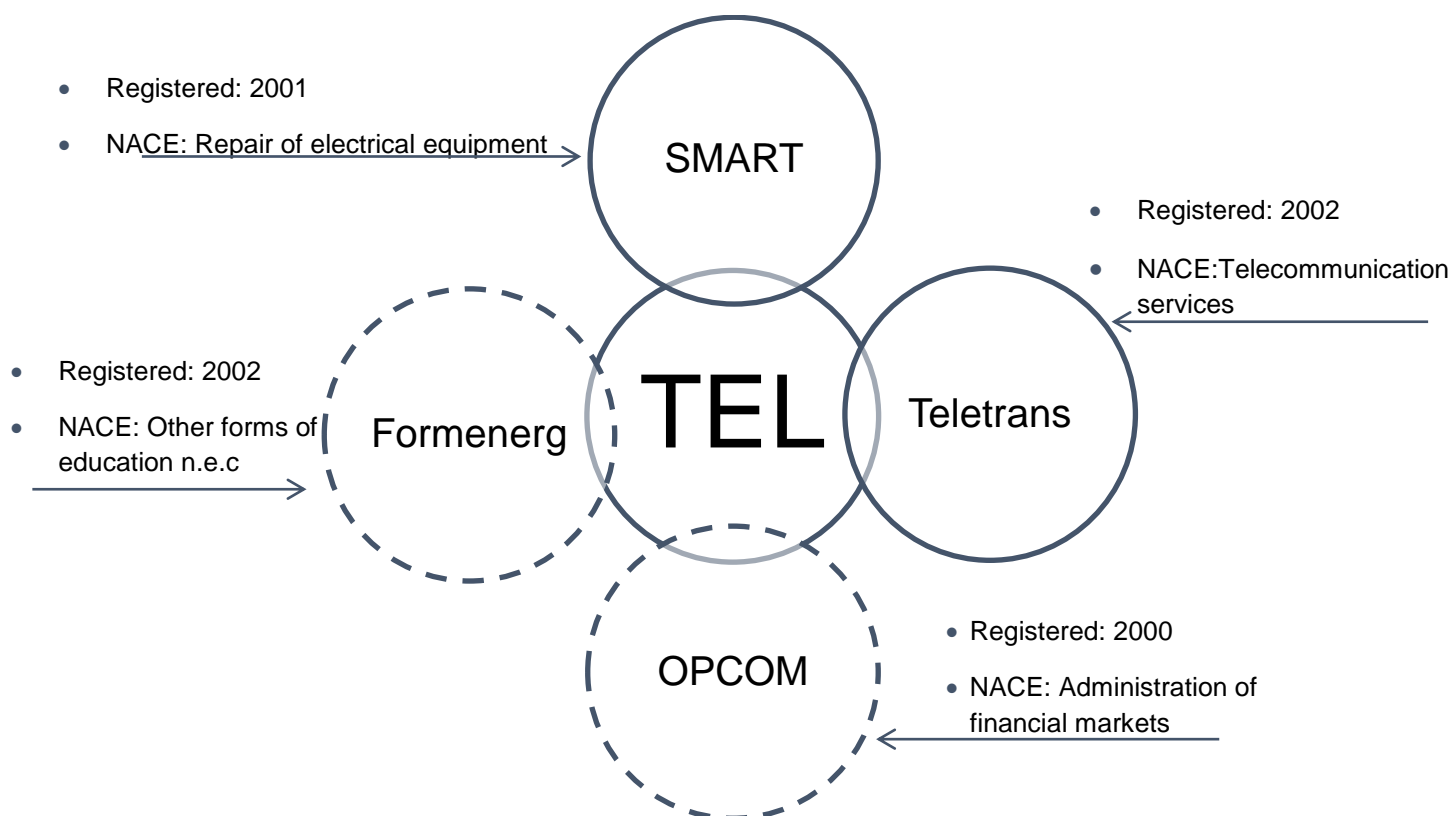 • Registered: 2001
• NACE: Repair of electrical equipment
SMART
• Registered: 2002
• NACE:Telecommunication
services
• Registered: 2002
• NACE: Other forms of
education n.e.c
Formenerg
TEL
Teletrans
OPCOM
• Registered: 2000
• NACE: Administration of
financial markets